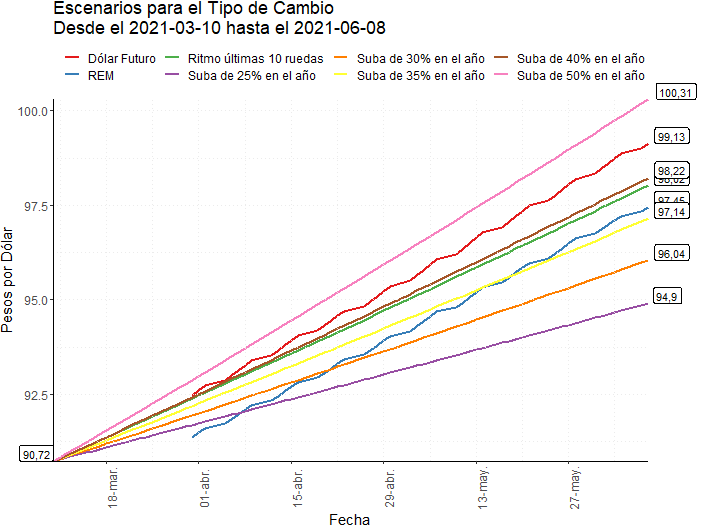 Escenarios para el Tipo de Cambio
Desde el 2021-03-10 hasta el 2021-06-08
Dólar Futuro Ritmo últimas 10 ruedas Suba de 30% en el año Suba de 40% en el año
REM Suba de 25% en el año Suba de 35% en el año Suba de 50% en el año
100,31
100.0
99,13
98,22
98,02
97.5
97,45
97,14
96,04
95.0
94,9
92.5
90,72
Pesos por Dólar
18-mar. 01-abr. 15-abr. 29-abr. 13-may. 27-may.
Fecha